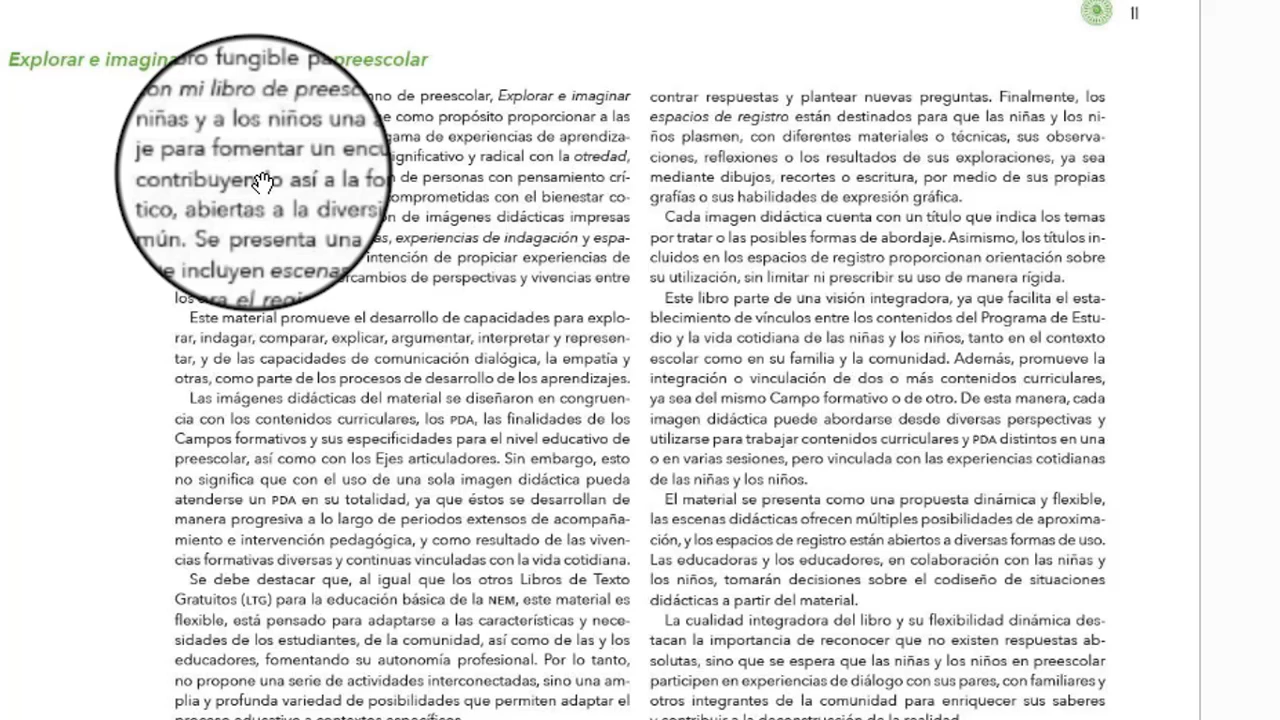 11
Explorar e imagina preescolar
ro fungible pa
on mi libro de preesc
niñas y a los niños una
je para fomentar un encu
contribuyendo así a la fo
tico, abiertas a la diversi
mún. Se presenta una
e incluyen escenas
ra el regi
no de preescolar, Explorar e imaginar
e como propósito proporcionar a las
gama de experiencias de aprendiza-
ignificativo y radical con la otredad,
de personas con pensamiento crí-
omprometidas con el bienestar co-
n de imágenes didácticas impresas
as, experiencias de indagación y espa-
intención de propiciar experiencias de
rcambios de perspectivas y vivencias entre
los
Este material promueve el desarrollo de capacidades para explo-
rar, indagar, comparar, explicar, argumentar, interpretar y represen-
tar, y de las capacidades de comunicación dialógica, la empatía y
otras, como parte de los procesos de desarrollo de los aprendizajes.
Las imágenes didácticas del material se diseñaron en congruen-
cia con los contenidos curriculares, los PDA, las finalidades de los
Campos formativos y sus especificidades para el nivel educativo de
preescolar, así como con los Ejes articuladores. Sin embargo, esto
no significa que con el uso de una sola imagen didáctica pueda
atenderse un PDA en su totalidad, ya que éstos se desarrollan de
manera progresiva a lo largo de periodos extensos de acompaña-
miento e intervención pedagógica, y como resultado de las viven-
cias formativas diversas y continuas vinculadas con la vida cotidiana.
Se debe destacar que, al igual que los otros Libros de Texto
Gratuitos (LTG) para la educación básica de la NEM, este material es
flexible, está pensado para adaptarse a las características y nece-
sidades de los estudiantes, de la comunidad, así como de las y los
educadores, fomentando su autonomía profesional. Por lo tanto,
no propone una serie de actividades interconectadas, sino una am-
plia y profunda variedad de posibilidades que permiten adaptar el
proceso educativo a contextos específicos.
contrar respuestas y plantear nuevas preguntas. Finalmente, los
espacios de registro están destinados para que las niñas y los ni-
ños plasmen, con diferentes materiales o técnicas, sus observa-
ciones, reflexiones o los resultados de sus exploraciones, ya sea
mediante dibujos, recortes o escritura, por medio de sus propias
grafías o sus habilidades de expresión gráfica.
Cada imagen didáctica cuenta con un título que indica los temas
por tratar o las posibles formas de abordaje. Asimismo, los títulos in-
cluidos en los espacios de registro proporcionan orientación sobre
su utilización, sin limitar ni prescribir su uso de manera rígida.
Este libro parte de una visión integradora, ya que facilita el esta-
blecimiento de vínculos entre los contenidos del Programa de Estu-
dio y la vida cotidiana de las niñas y los niños, tanto en el contexto
escolar como en su familia y la comunidad. Además, promueve la
integración o vinculación de dos o más contenidos curriculares,
ya sea del mismo Campo formativo o de otro. De esta manera, cada
imagen didáctica puede abordarse desde diversas perspectivas y
utilizarse para trabajar contenidos curriculares y PDA distintos en una
o en varias sesiones, pero vinculada con las experiencias cotidianas
de las niñas y los niños.
El material se presenta como una propuesta dinámica y flexible,
las escenas didácticas ofrecen múltiples posibilidades de aproxima-
ción, y los espacios de registro están abiertos a diversas formas de uso.
Las educadoras y los educadores, en colaboración con las niñas y
los niños, tomarán decisiones sobre el codiseño de situaciones
didácticas a partir del material.
La cualidad integradora del libro y su flexibilidad dinámica des-
tacan la importancia de reconocer que no existen respuestas ab-
solutas, sino que se espera que las niñas y los niños en preescolar
participen en experiencias de diálogo con sus pares, con familiares y
otros integrantes de la comunidad para enriquecer sus saberes
y contribuir a la deconstrucción de la realidad.